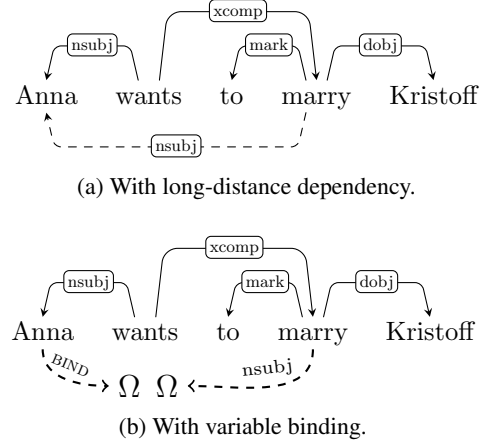 xcomp
nsubj mark dobj
Anna wants to marry Kristoff
nsubj
(a) With long-distance dependency.
xcomp
nsubj mark dobj
Anna wants to marry Kristoff
BIND Ω Ω nsubj
(b) With variable binding.